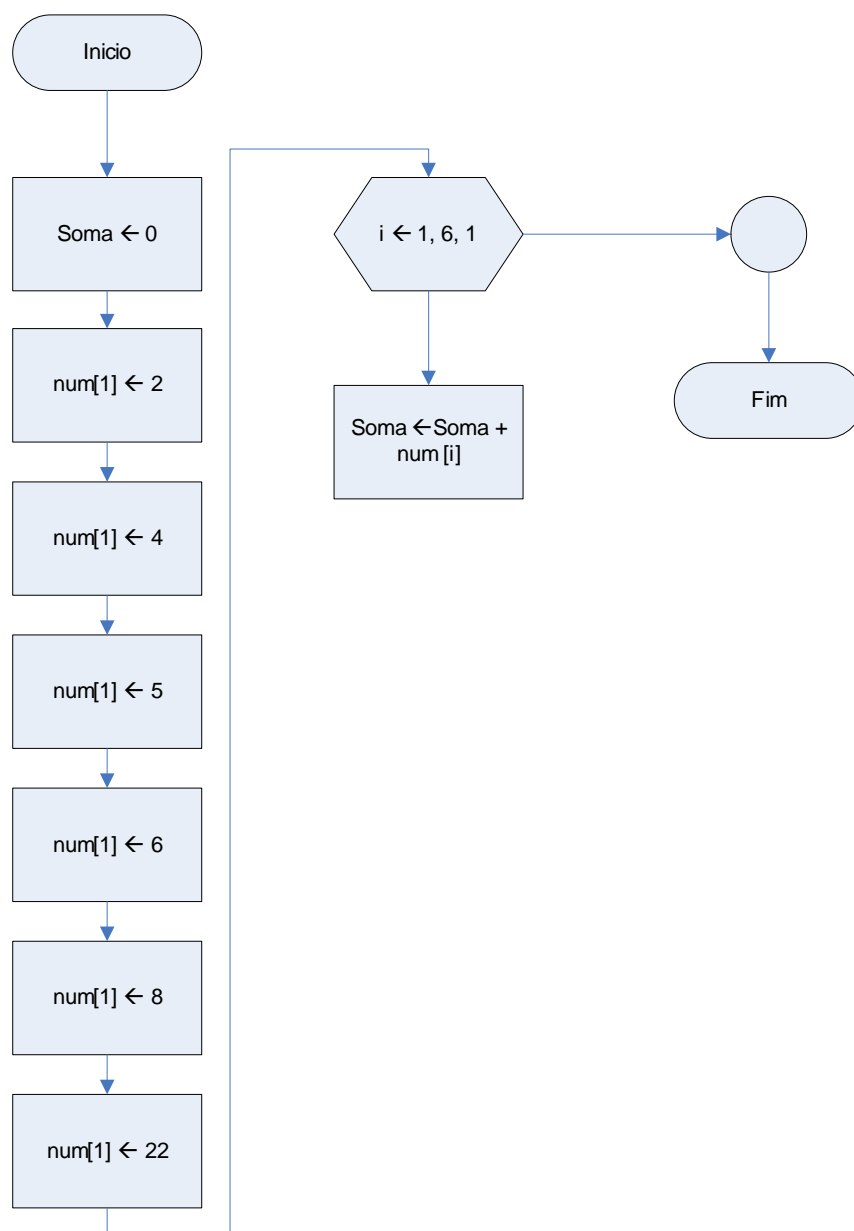 Inicio
Soma ← 0
num[1] ← 2
num[1] ← 4
num[1] ← 5
num[1] ← 6
num[1] ← 8
num[1] ← 22
i ← 1, 6, 1
Soma ←Soma +
num [i]
Fim